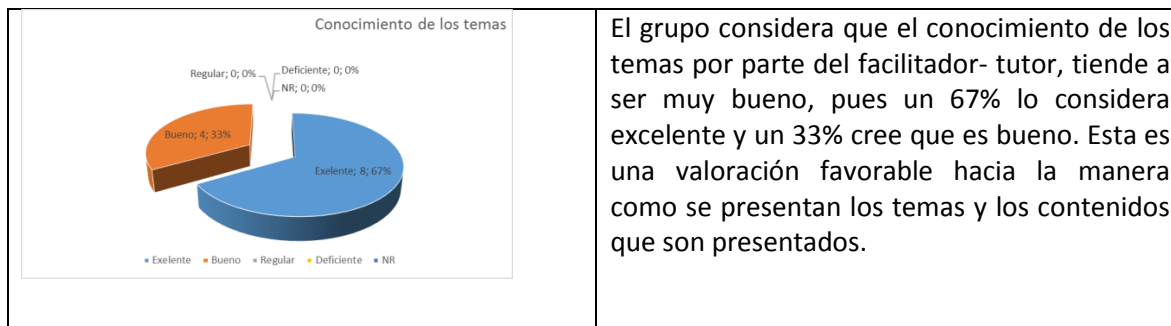 Conocimiento de los temas
Regular; 0; 0%
Deficiente; 0; 0%
NR; 0; 0%
Bueno; 4; 33%
Exelente; 8; 67%
Exelente Bueno Regular Deficiente NR
El grupo considera que el conocimiento de los
temas por parte del facilitador- tutor, tiende a
ser muy bueno, pues un 67% lo considera
excelente y un 33% cree que es bueno. Esta es
una valoración favorable hacia la manera
como se presentan los temas y los contenidos
que son presentados.